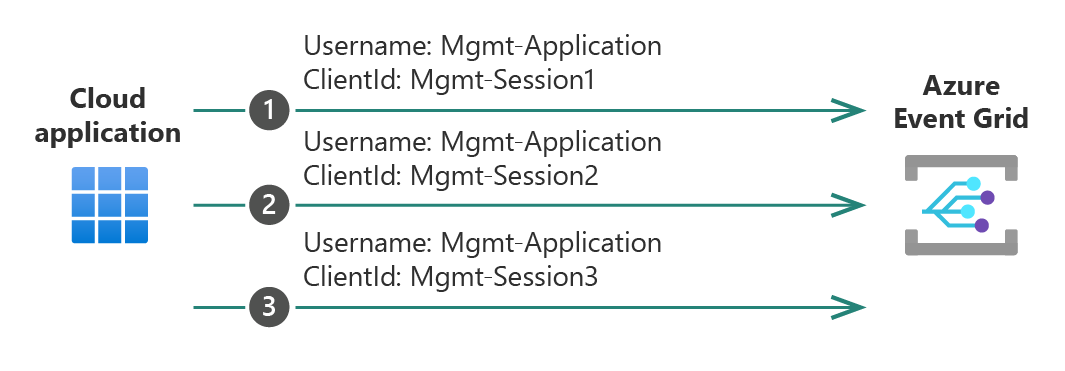 Cloud
application
Username: Mgmt-Application
ClientId: Mgmt-Session1
1
Username: Mgmt-Application
ClientId: Mgmt-Session2
2
Username: Mgmt-Application
ClientId: Mgmt-Session3
3
Azure
Event Grid